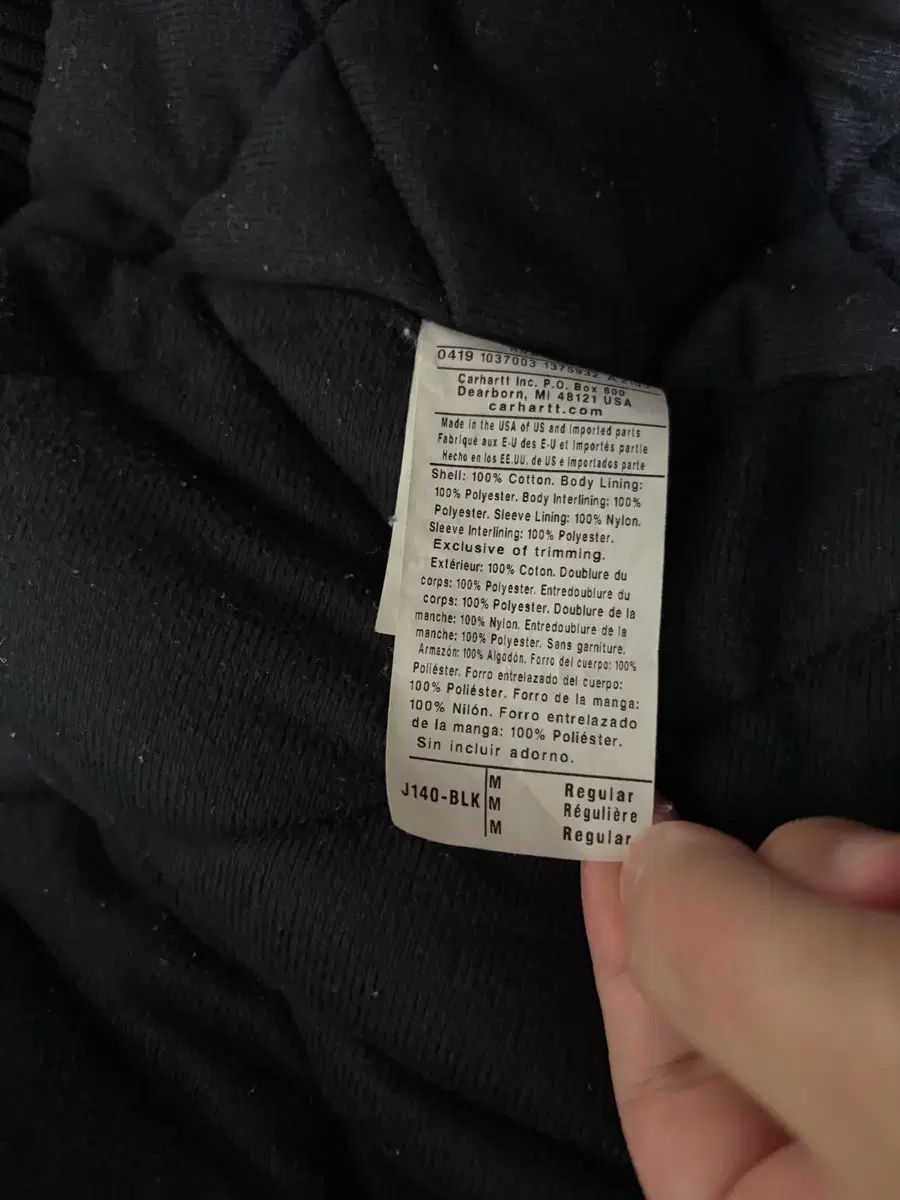 0419 1037003 1375932
Carhartt Inc. P.O. Box 600
Dearborn, MI 48121 USA
carhartt.com
Made in the USA of US and Imported parts
Fabriqué aux E-U des E-U et Importés partie
Hecho en los EE.UU. de US e Importados parte
Shell: 100% Cotton. Body Lining:
100% Polyester. Body Interlining: 100%
Polyester. Sleeve Lining: 100% Nylon.
Sleeve Interlining: 100% Polyester.
Exclusive of trimming.
Extérieur: 100% Coton. Doublure du
corps: 100% Polyester. Entredoublure du
corps: 100% Polyester. Doublure de la
manche: 100% Nylon. Entredoublure de la
manche: 100% Polyester. Sans garniture.
Armazón: 100% Algodón. Forro del cuerpo: 100%
Poliéster. Forro entrelazado del cuerpo:
100% Poliéster. Forro de la manga:
100% Nilón. Forro entrelazado
de la manga: 100% Poliéster.
Sin incluir adorno.
J140-BLK
M Regular
M Régulière
M Regular